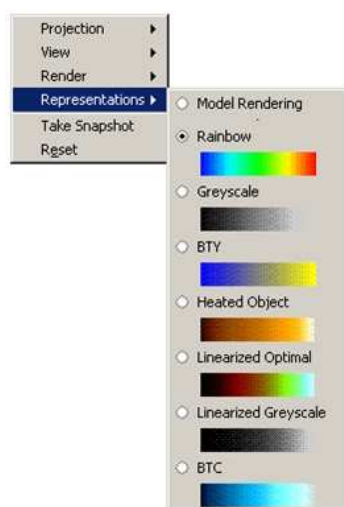 Projection
View
Render
Representations
Take Snapshot
Reset
Model Rendering
Rainbow
Greyscale
BTY
Heated Object
Linearized Optimal
Linearized Greyscale
BTC